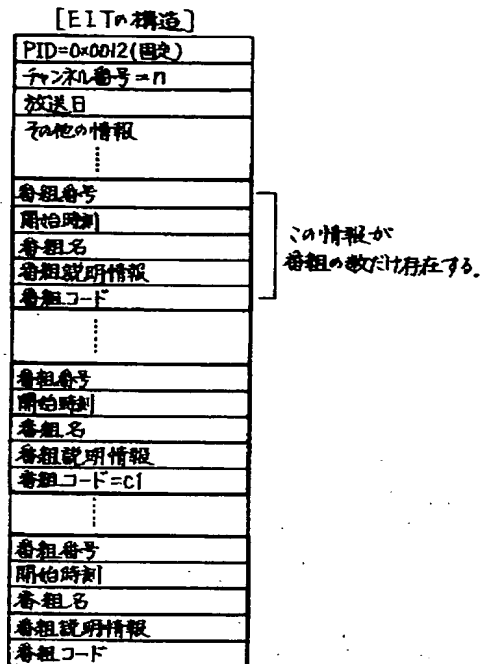 [EITの構造]
PID=0x0012(固定)
チャンネル番号=n
放送日
その他の情報
番組番号
開始時刻
番組名
番組説明情報
番組コード
この情報が
番組の数だけ存在する.
番組番号
開始時刻
番組名
番組説明情報
番組コード=c1
番組番号
開始時刻
番組名
番組説明情報
番組コード